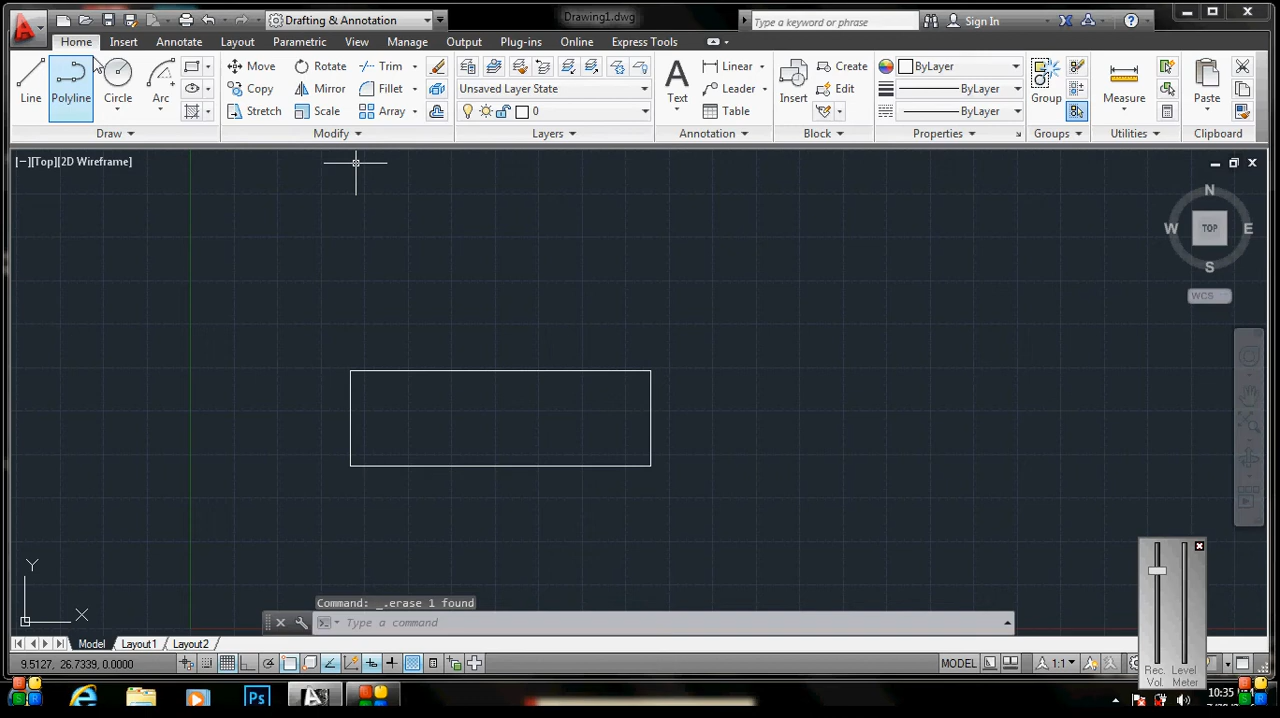 Drafting & Annotation
Drawing1.dwg
Type a keyword or phrase
Sign In
Home Insert Annotate Layout Parametric View Manage Output Plug-ins Online Express Tools
Move Rotate Trim
ByLayer
Linear
Create
Line Polyline Circle Arc
Copy Mirror Fillet
Unsaved Layer State
Text
Leader
Insert
Edit
ByLayer
Group
Measure
Paste
Stretch Scale Array
0
Table
ByLayer
Draw Modify Layers Annotation Block Properties Groups Utilities Clipboard
[−][Top][2D Wireframe]
N
W TOP E
S
WCS
Y
X
Command: _.erase 1 found
Type a command
Model Layout1 Layout2
9.5127, 26.7339, 0.0000
MODEL
1:1
Rec. Level
Vol. Meter
Ps
10:35